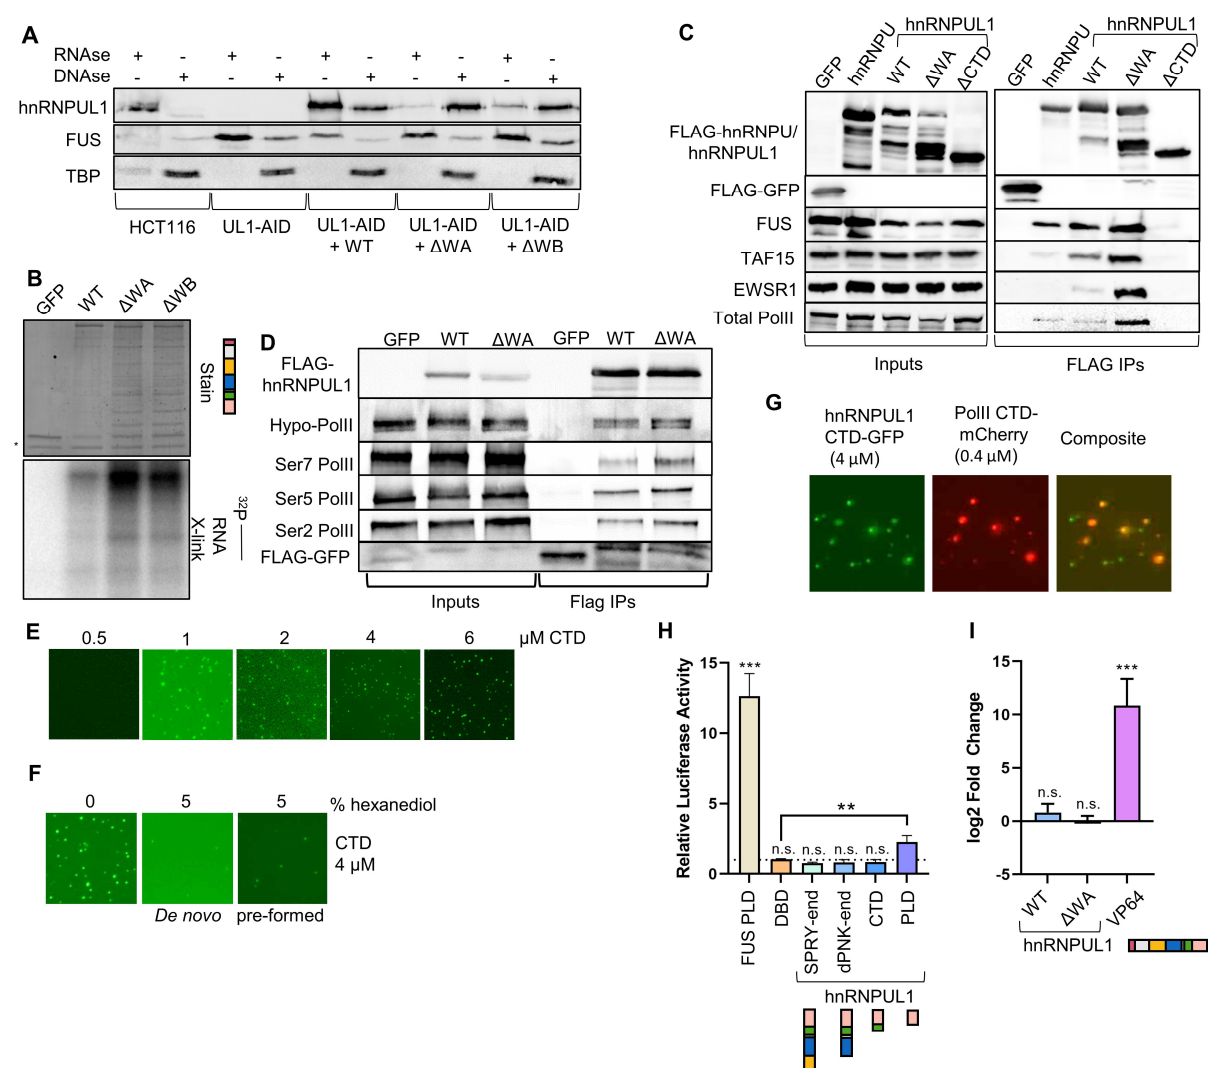 A
RNAse + - + - + - + - + -
DNAse - + - + - + - + - +
hnRNPUL1
FUS
TBP
HCT116
UL1-AID
UL1-AID
+ WT
UL1-AID
+ ΔWA
UL1-AID
+ ΔWB
B
GFP
WT
ΔWA
ΔWB
Stain
*
32P
RNA
X-link
C
hnRNPUL1
hnRNPUL1
GFP
hnRNPU
WT
ΔWA
ΔCTD
GFP
hnRNPU
WT
ΔWA
ΔCTD
FLAG-hnRNPU/
hnRNPUL1
FLAG-GFP
FUS
TAF15
EWSR1
Total PolII
Inputs
FLAG IPs
D
GFP WT ΔWA GFP WT ΔWA
FLAG-
hnRNPUL1
Hypo-PolII
Ser7 PolII
Ser5 PolII
Ser2 PolII
FLAG-GFP
Inputs
Flag IPs
E
0.5 1 2 4 6 µM CTD
F
0 5 5 % hexanediol
CTD
4 µM
De novo
pre-formed
G
hnRNPUL1
CTD-GFP
(4 µM)
PolII CTD-
mCherry
(0.4 µM)
Composite
H
Relative Luciferase Activity
15
10
5
0
***
**
n.s.
n.s.
n.s.
n.s.
FUS PLD
DBD
SPRY-end
dPNK-end
CTD
PLD
hnRNPUL1
I
log2 Fold Change
15
10
5
0
-5
n.s.
n.s.
***
WT
ΔWA
VP64
hnRNPUL1